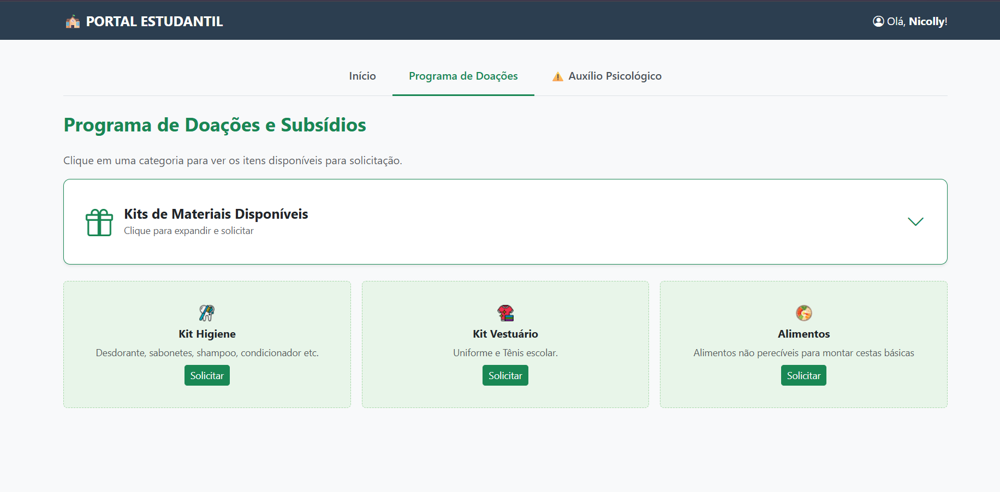 PORTAL ESTUDANTIL
Olá, Nicolly!
Início
Programa de Doações
Auxílio Psicológico
Programa de Doações e Subsídios
Clique em uma categoria para ver os itens disponíveis para solicitação.
Kits de Materiais Disponíveis
Clique para expandir e solicitar
Kit Higiene
Desdorante, sabonetes, shampoo, condicionador etc.
Solicitar
Kit Vestuário
Uniforme e Tênis escolar.
Solicitar
Alimentos
Alimentos não perecíveis para montar cestas básicas
Solicitar